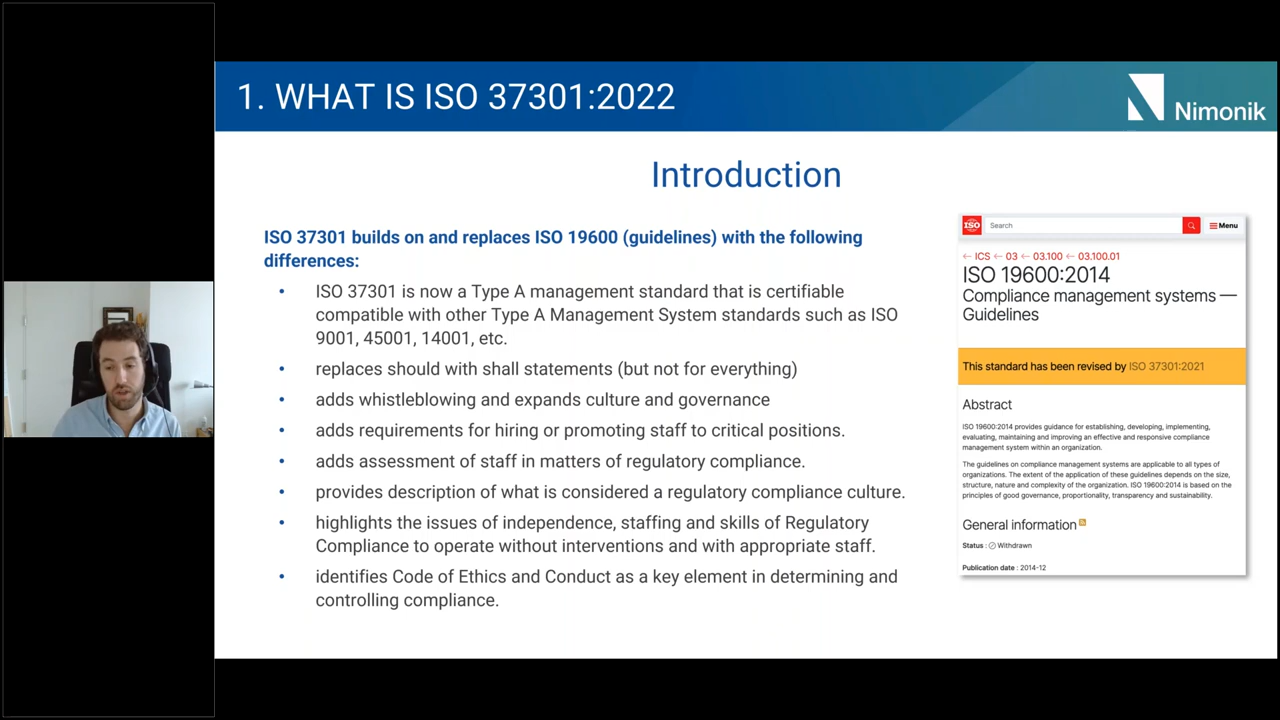 1. WHAT IS ISO 37301:2022
Nimonik
Introduction
ISO 37301 builds on and replaces ISO 19600 (guidelines) with the following
differences:
• ISO 37301 is now a Type A management standard that is certifiable
compatible with other Type A Management System standards such as ISO
9001, 45001, 14001, etc.
• replaces should with shall statements (but not for everything)
• adds whistleblowing and expands culture and governance
• adds requirements for hiring or promoting staff to critical positions.
• adds assessment of staff in matters of regulatory compliance.
• provides description of what is considered a regulatory compliance culture.
• highlights the issues of independence, staffing and skills of Regulatory
Compliance to operate without interventions and with appropriate staff.
• identifies Code of Ethics and Conduct as a key element in determining and
controlling compliance.
ISO
Search
Menu
← ICS ← 03 ← 03.100 ← 03.100.01
ISO 19600:2014
Compliance management systems —
Guidelines
This standard has been revised by ISO 37301:2021
Abstract
ISO 19600:2014 provides guidance for establishing, developing, implementing,
evaluating, maintaining and improving an effective and responsive compliance
management system within an organization.
The guidelines on compliance management systems are applicable to all types of
organizations. The extent of the application of these guidelines depends on the size,
structure, nature and complexity of the organization. ISO 19600:2014 is based on the
principles of good governance, proportionality, transparency and sustainability.
General information
Status : Withdrawn
Publication date : 2014-12